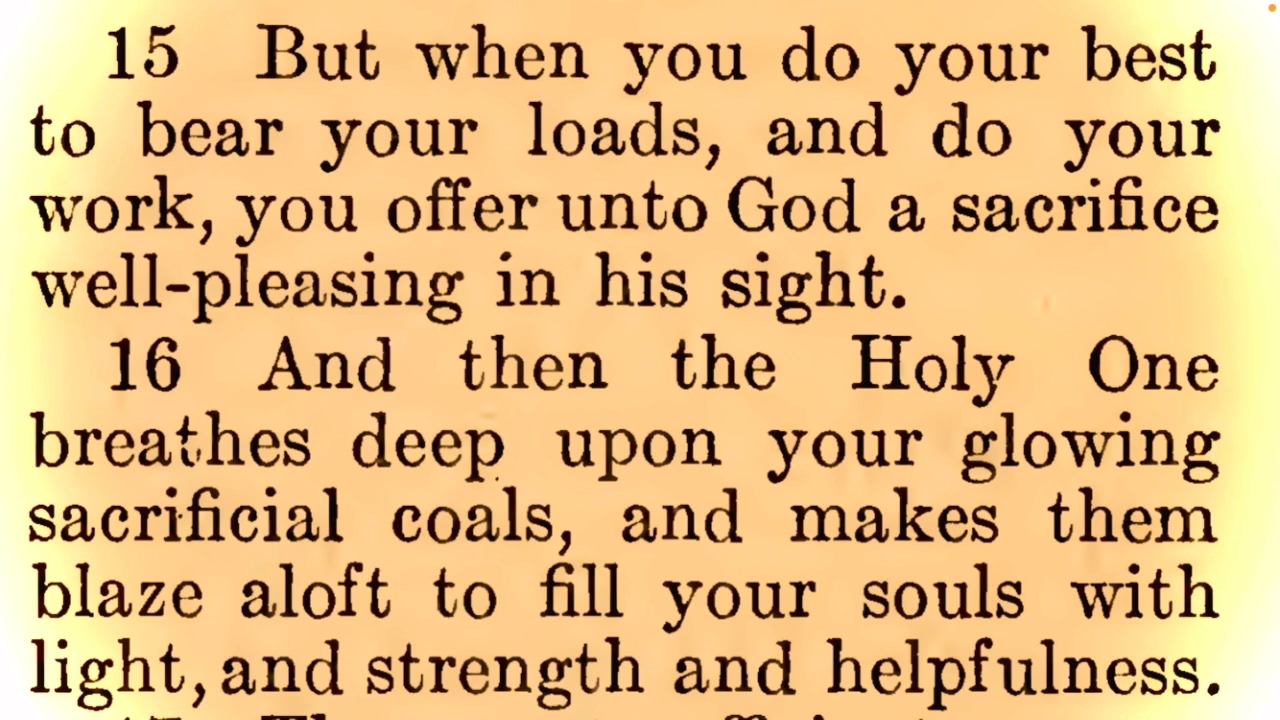 15 But when you do your best
to bear your loads, and do your
work, you offer unto God a sacrifice
well-pleasing in his sight.
16 And then the Holy One
breathes deep upon your glowing
sacrificial coals, and makes them
blaze aloft to fill your souls with
light, and strength and helpfulness.